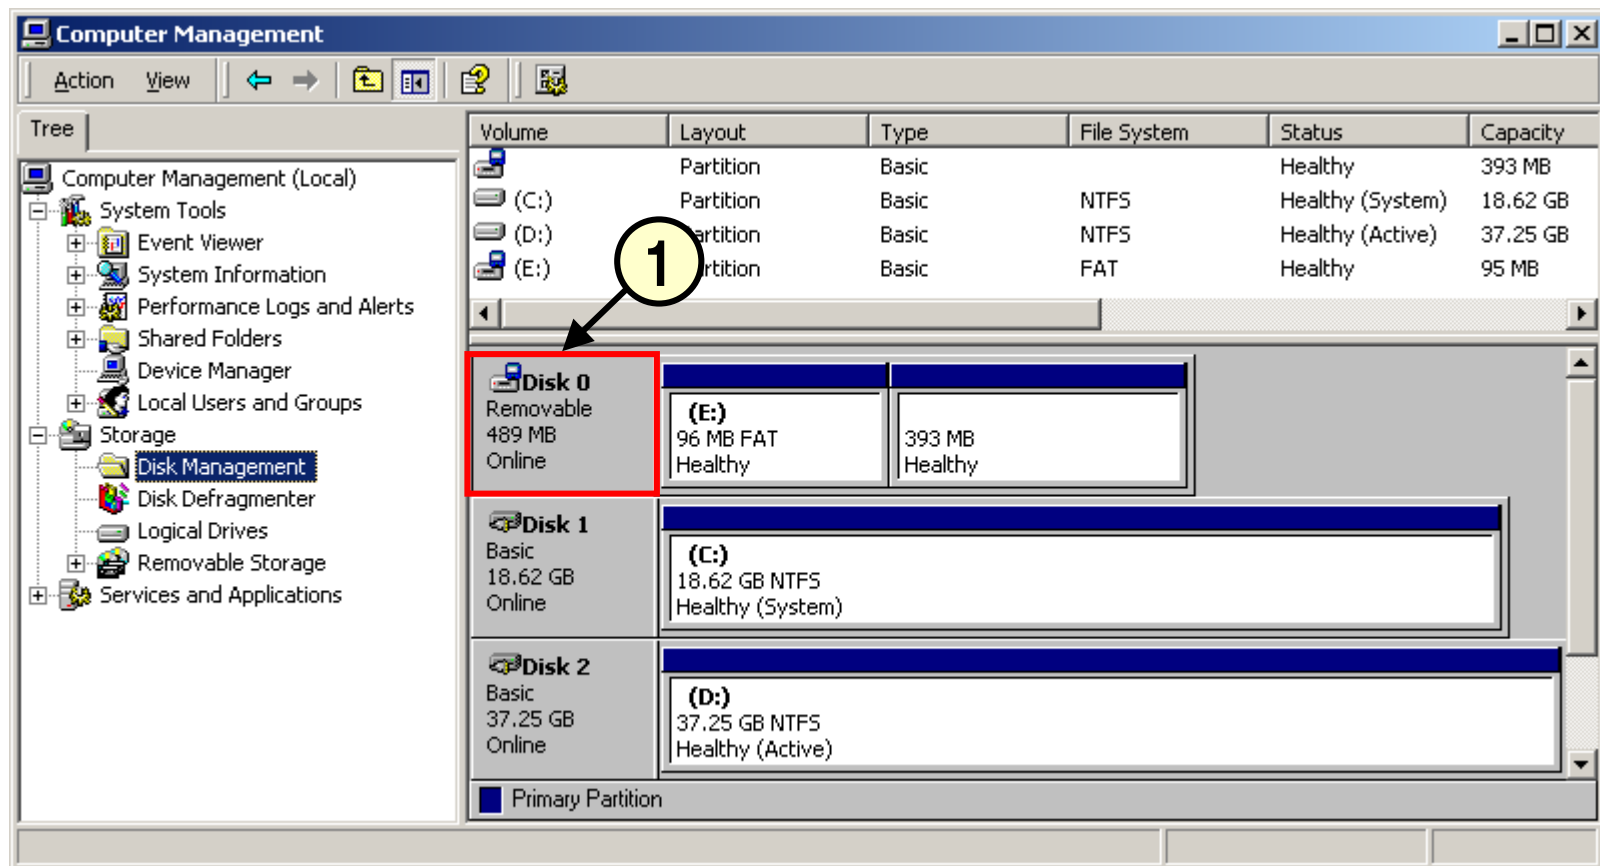 Computer Management
Action View
Tree
Computer Management (Local)
System Tools
Event Viewer
System Information
Performance Logs and Alerts
Shared Folders
Device Manager
Local Users and Groups
Storage
Disk Management
Disk Defragmenter
Logical Drives
Removable Storage
Services and Applications
Volume Layout Type File System Status Capacity
Partition Basic Healthy 393 MB
(C:) Partition Basic NTFS Healthy (System) 18.62 GB
(D:) Partition Basic NTFS Healthy (Active) 37.25 GB
(E:) Partition Basic FAT Healthy 95 MB
1
Disk 0
Removable
489 MB
Online
(E:)
96 MB FAT
Healthy
393 MB
Healthy
Disk 1
Basic
18.62 GB
Online
(C:)
18.62 GB NTFS
Healthy (System)
Disk 2
Basic
37.25 GB
Online
(D:)
37.25 GB NTFS
Healthy (Active)
Primary Partition